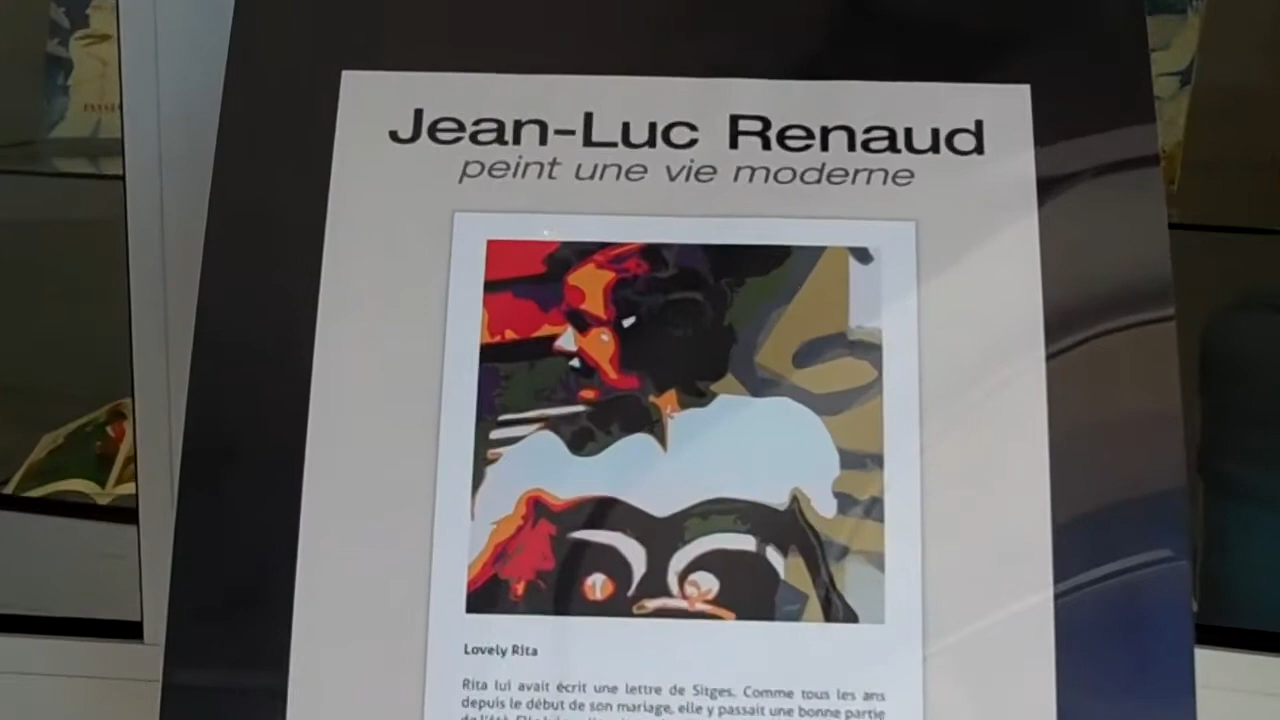 Jean-Luc Renaud
peint une vie moderne
Lovely Rita
Rita lui avait écrit une lettre de Sitges. Comme tous les ans
depuis le début de son mariage, elle y passait une bonne partie